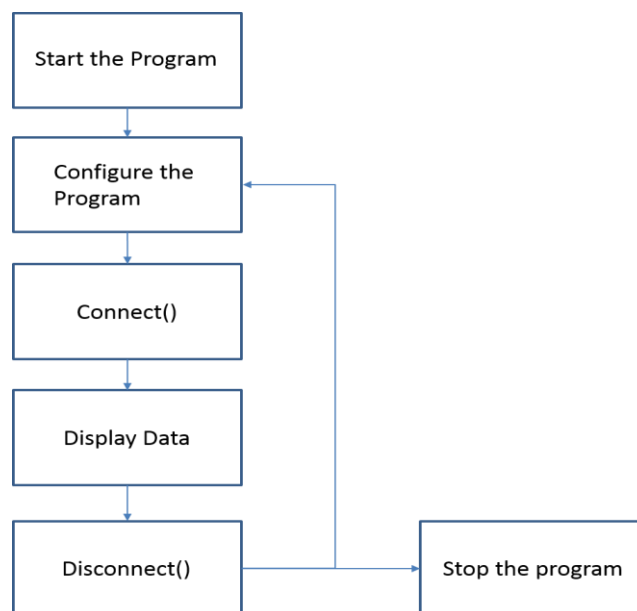 Start the Program
Configure the
Program
Connect()
Display Data
Disconnect()
Stop the program